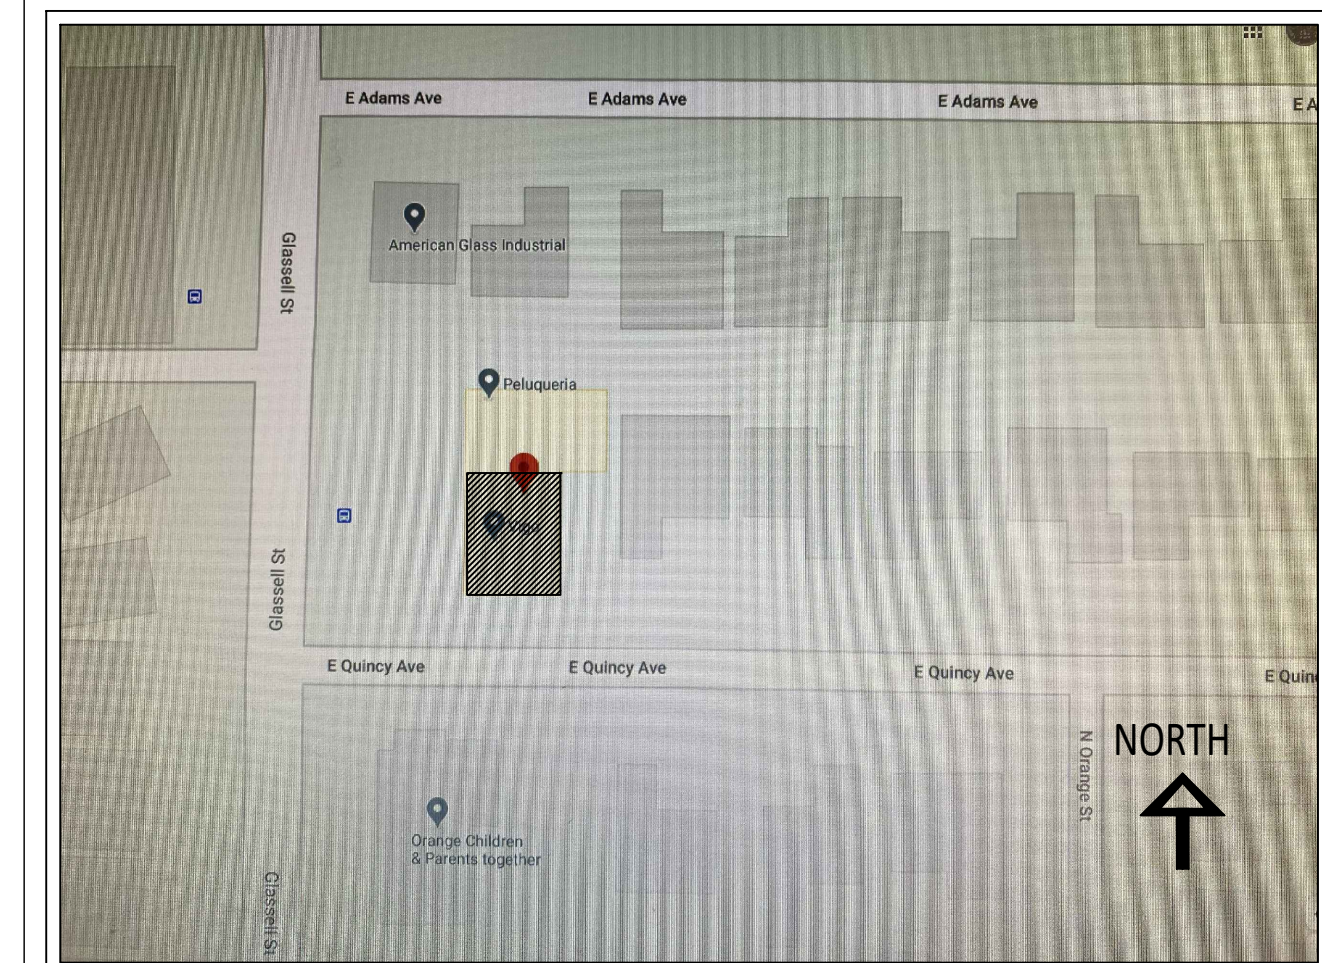 E Adams Ave
E Adams Ave
E Adams Ave
E A
Glassell St
American Glass Industrial
Peluqueria
Glassell St
E Quincy Ave
E Quincy Ave
E Quincy Ave
E Quin
NORTH
N Orange St
Orange Children
& Parents together
Glassell St